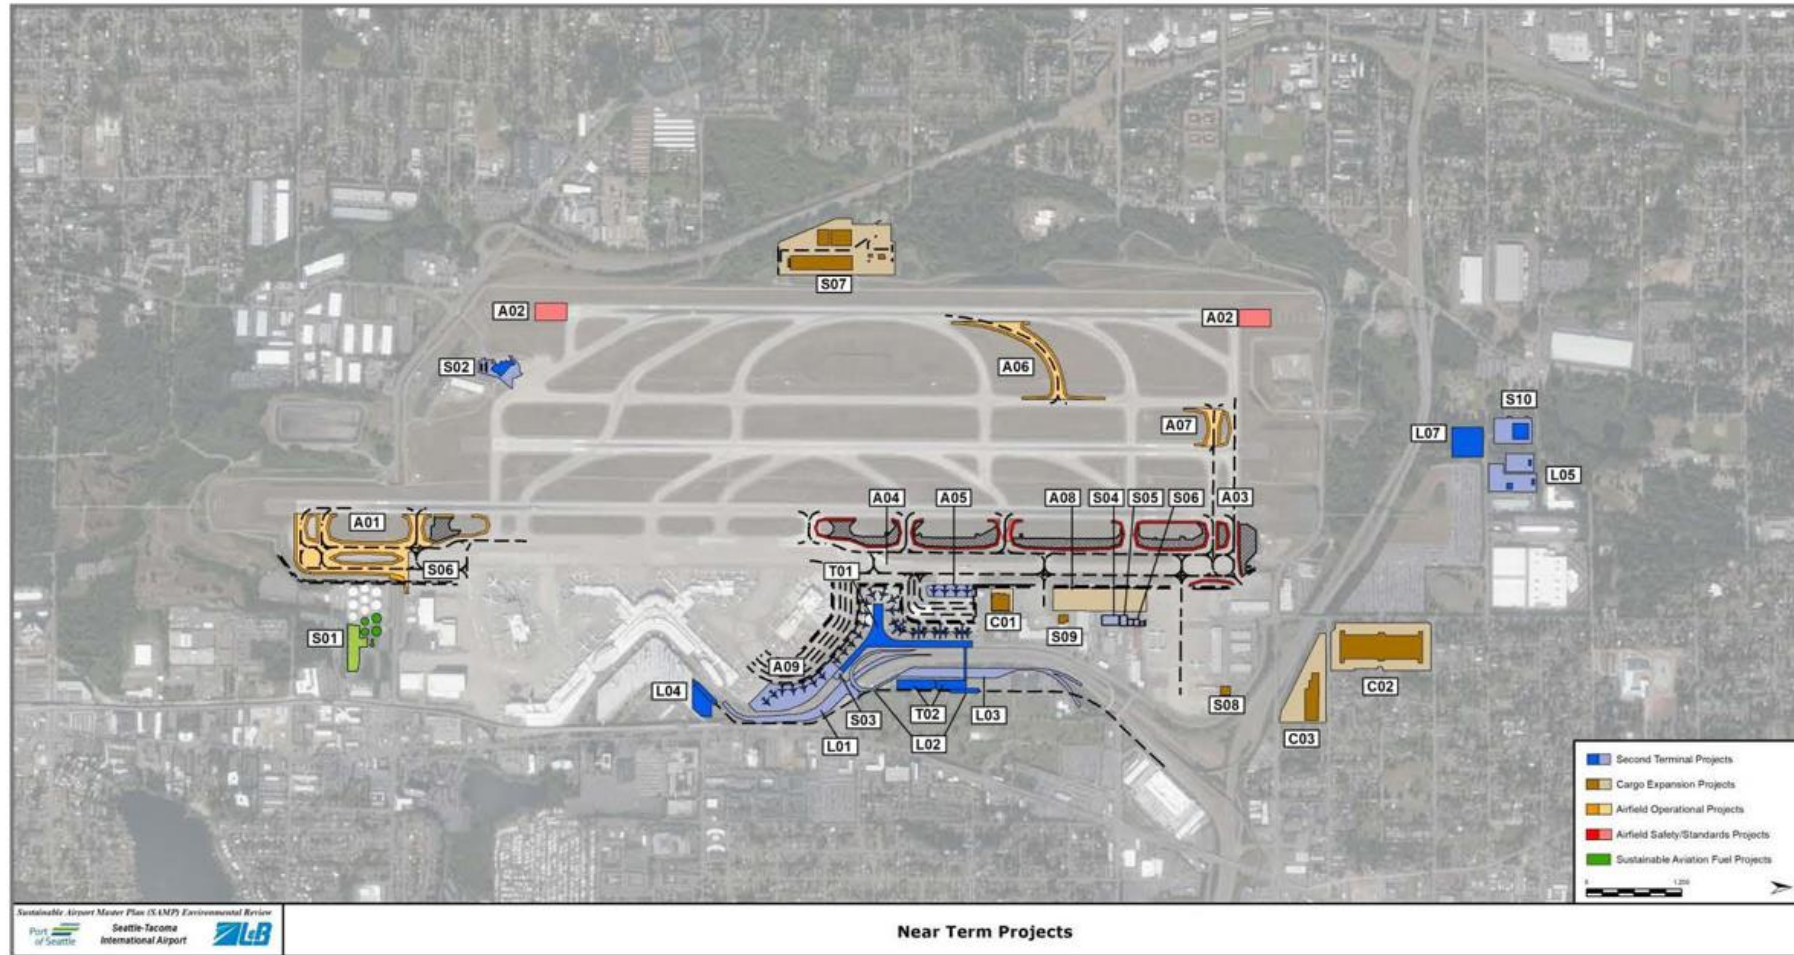 S07
A02
A02
S02
A06
A07
S10
L07
L05
A04
A05
A08
S04
S05
S06
A03
A01
S06
T01
S01
C01
S09
A09
L04
S03
T02
L03
L01
L02
S08
C02
C03
Second Terminal Projects
Cargo Expansion Projects
Airfield Operational Projects
Airfield Safety/Standards Projects
Sustainable Aviation Fuel Projects
0 1,200
Sustainable Airport Master Plan (SAMP) Environmental Review
Port of Seattle
Seattle-Tacoma
International Airport
L&B
Near Term Projects